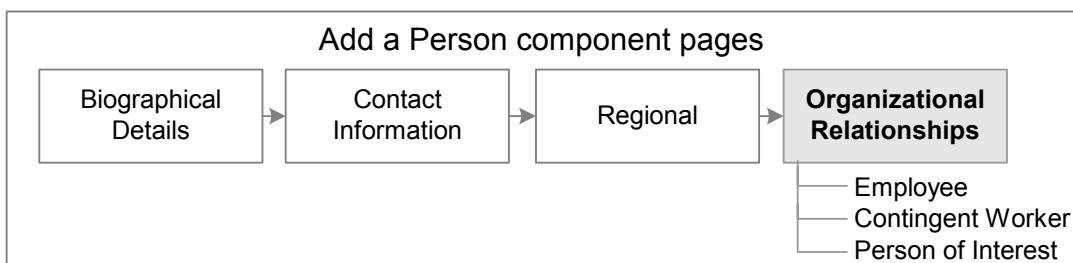 Add a Person component pages
Biographical
Details
Contact
Information
Regional
Organizational
Relationships
Employee
Contingent Worker
Person of Interest